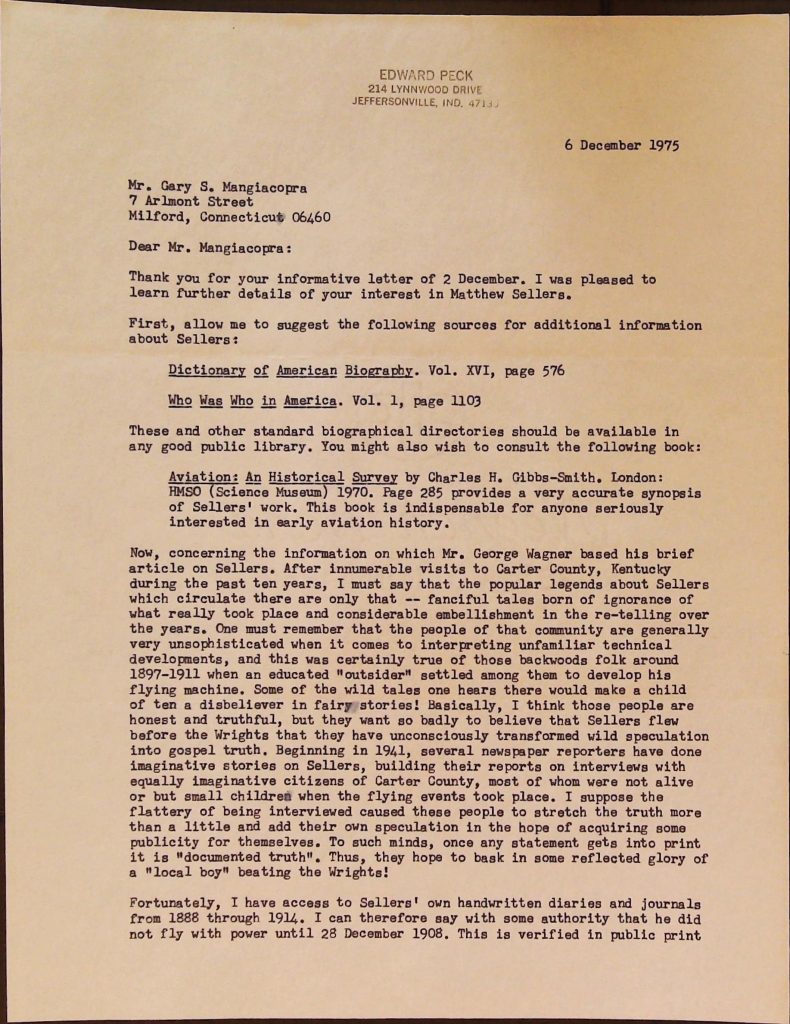 EDWARD PECK
214 LYNNWOOD DRIVE
JEFFERSONVILLE, IND.
6 December 1975
Mr. Gary S. Mangiacopra
7 Arlmont Street
Milford, Connecticut 06460
Dear Mr. Mangiacopra:
Thank you for your informative letter of 2 December. I was pleased to
learn further details of your interest in Matthew Sellers.
First, allow me to suggest the following sources for additional information
about Sellers:
Dictionary of American Biography. Vol. XVI, page 576
Who Was Who in America. Vol. 1, page 1103
These and other standard biographical directories should be available in
any good public library. You might also wish to consult the following book:
Aviation: An Historical Survey by Charles H. Gibbs-Smith. London:
HMSO (Science Museum) 1970. Page 285 provides a very accurate synopsis
of Sellers' work. This book is indispensable for anyone seriously
interested in early aviation history.
Now, concerning the information on which Mr. George Wagner based his brief
article on Sellers. After innumerable visits to Carter County, Kentucky
during the past ten years, I must say that the popular legends about Sellers
which circulate there are only that -- fanciful tales born of ignorance of
what really took place and considerable embellishment in the re-telling over
the years. One must remember that the people of that community are generally
very unsophisticated when it comes to interpreting unfamiliar technical
developments, and this was certainly true of those backwoods folk around
1897-1911 when an educated "outsider" settled among them to develop his
flying machine. Some of the wild tales one hears there would make a child
of ten a disbeliever in fairy stories! Basically, I think those people are
honest and truthful, but they want so badly to believe that Sellers flew
before the Wrights that they have unconsciously transformed wild speculation
into gospel truth. Beginning in 1941, several newspaper reporters have done
imaginative stories on Sellers, building their reports on interviews with
equally imaginative citizens of Carter County, most of whom were not alive
or but small children when the flying events took place. I suppose the
flattery of being interviewed caused these people to stretch the truth more
than a little and add their own speculation in the hope of acquiring some
publicity for themselves. To such minds, once any statement gets into print
it is "documented truth". Thus, they hope to bask in some reflected glory of
a "local boy" beating the Wrights!
Fortunately, I have access to Sellers' own handwritten diaries and journals
from 1888 through 1914. I can therefore say with some authority that he did
not fly with power until 28 December 1908. This is verified in public print